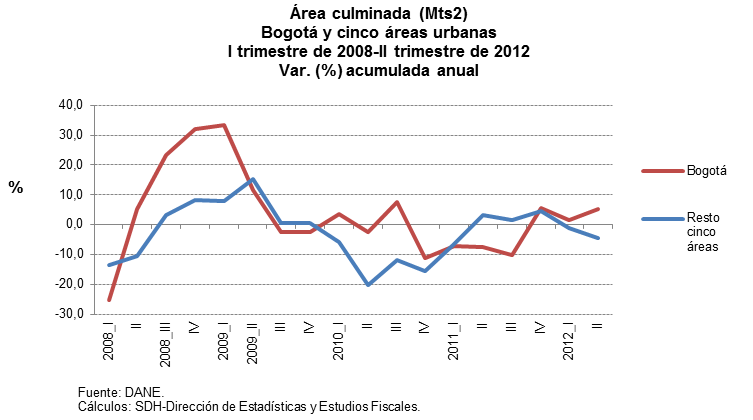 Área culminada (Mts2)
Bogotá y cinco áreas urbanas
I trimestre de 2008-II trimestre de 2012
Var. (%) acumulada anual
40,0
30,0
20,0
10,0
0,0
-10,0
-20,0
-30,0
%
2008_I
II
2008_III
IV
2009_I
2009_II
III
IV
2010_I
II
III
IV
2011_I
II
III
IV
2012_I
II
Bogotá
Resto
cinco
áreas
Fuente: DANE.
Cálculos: SDH-Dirección de Estadísticas y Estudios Fiscales.